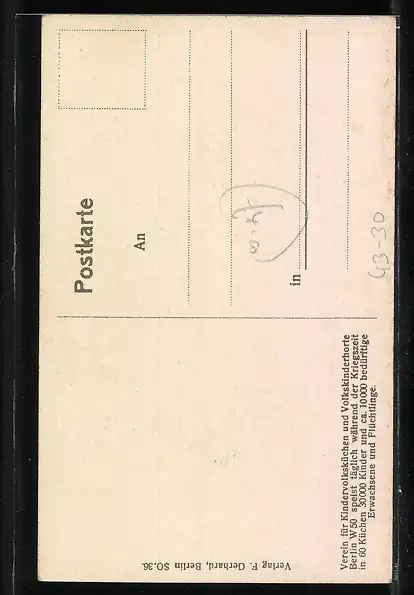 Postkarte
An
in
Verein für Kindervolksküchen und Volkskinderhorte
Berlin W 50 speist täglich während der Kriegszeit
in 60 Küchen 30000 Kinder und ca. 10000 bedürftige
Erwachsene und Flüchtlinge.
Verlag F. Gerhard, Berlin SO.36.
43-30